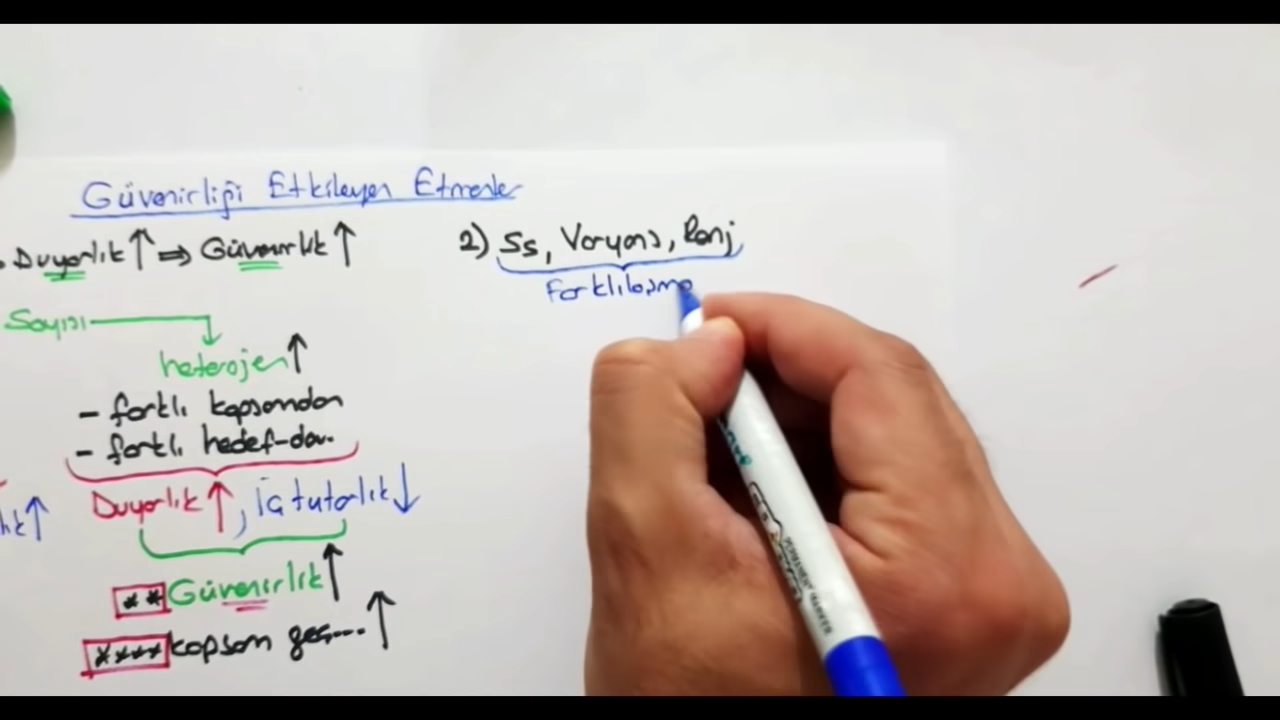 Güvenirliği Etkileyen Etmenler
Duyarlık ↑ ⇒ Güvenirlik ↑
Sayısı
heterojen ↑
- farklı kapsamdan
- farklı hedef-dav.
Duyarlık ↑, İç tutarlık ↓
** Güvenirlik ↑
**** kapsam geç... ↑
2) Ss, Varyans, Ranj
Farklılaşma